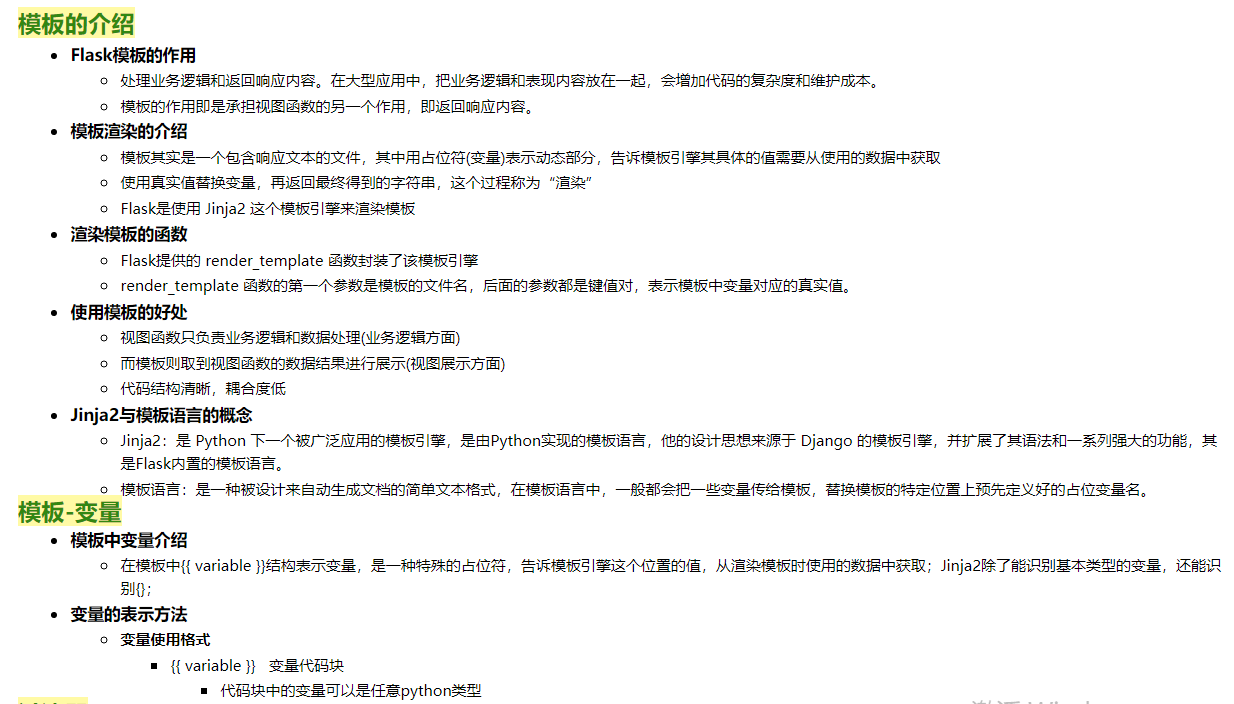 模板的介绍
Flask模板的作用
处理业务逻辑和返回响应内容。在大型应用中，把业务逻辑和表现内容放在一起，会增加代码的复杂度和维护成本。
模板的作用即是承担视图函数的另一个作用，即返回响应内容。
模板渲染的介绍
模板其实是一个包含响应文本的文件，其中用占位符(变量)表示动态部分，告诉模板引擎其具体的值需要从使用的数据中获取
使用真实值替换变量，再返回最终得到的字符串，这个过程称为“渲染”
Flask是使用 Jinja2 这个模板引擎来渲染模板
渲染模板的函数
Flask提供的 render_template 函数封装了该模板引擎
render_template 函数的第一个参数是模板的文件名，后面的参数都是键值对，表示模板中变量对应的真实值。
使用模板的好处
视图函数只负责业务逻辑和数据处理(业务逻辑方面)
而模板则取到视图函数的数据结果进行展示(视图展示方面)
代码结构清晰，耦合度低
Jinja2与模板语言的概念
Jinja2：是 Python 下一个被广泛应用的模板引擎，是由Python实现的模板语言，他的设计思想来源于 Django 的模板引擎，并扩展了其语法和一系列强大的功能，其
是Flask内置的模板语言。
模板语言：是一种被设计来自动生成文档的简单文本格式，在模板语言中，一般都会把一些变量传给模板，替换模板的特定位置上预先定义好的占位变量名。
模板-变量
模板中变量介绍
在模板中{{ variable }}结构表示变量，是一种特殊的占位符，告诉模板引擎这个位置的值，从渲染模板时使用的数据中获取；Jinja2除了能识别基本类型的变量，还能识
别{}；
变量的表示方法
变量使用格式
{{ variable }} 变量代码块
代码块中的变量可以是任意python类型